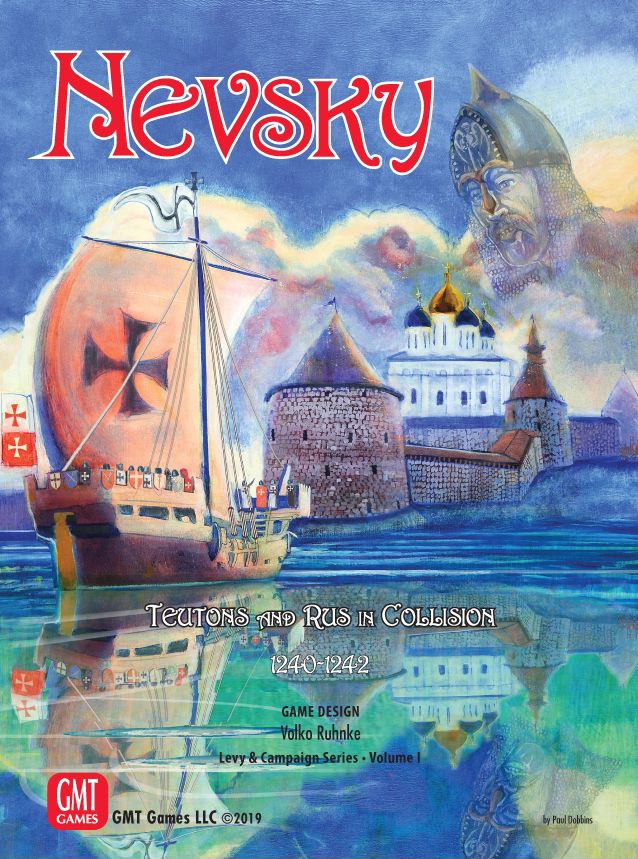 Nevsky
Teutons and Rus in Collision
1240-1242
GAME DESIGN
Volko Ruhnke
Levy & Campaign Series • Volume I
GMT
GAMES
GMT Games LLC ©2019
by Paul Dobbins